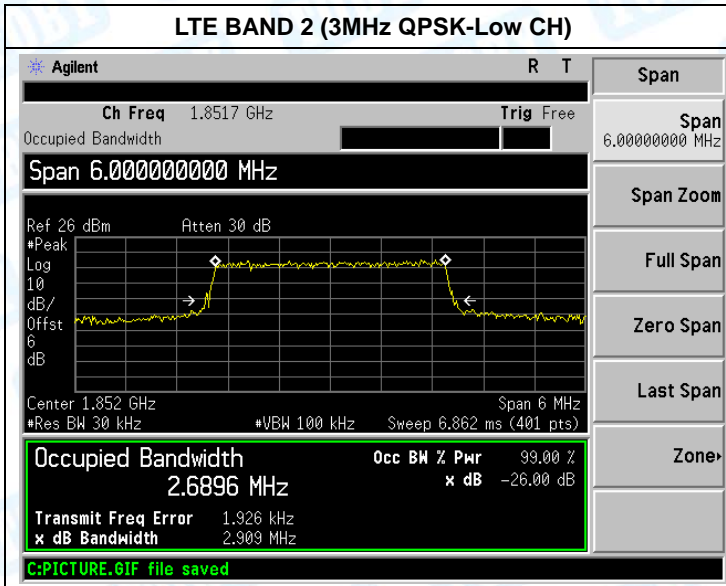 LTE BAND 2 (3MHz QPSK-Low CH)
Agilent R T
Ch Freq 1.8517 GHz Trig Free
Occupied Bandwidth
Span 6.000000000 MHz
Ref 26 dBm Atten 30 dB
#Peak
Log
10
dB/
Offst
6
dB
Center 1.852 GHz Span 6 MHz
#Res BW 30 kHz #VBW 100 kHz Sweep 6.862 ms (401 pts)
Occupied Bandwidth Occ BW % Pwr 99.00 %
2.6896 MHz x dB -26.00 dB
Transmit Freq Error 1.926 kHz
x dB Bandwidth 2.909 MHz
C:PICTURE.GIF file saved
Span
Span
6.00000000 MHz
Span Zoom
Full Span
Zero Span
Last Span
Zone